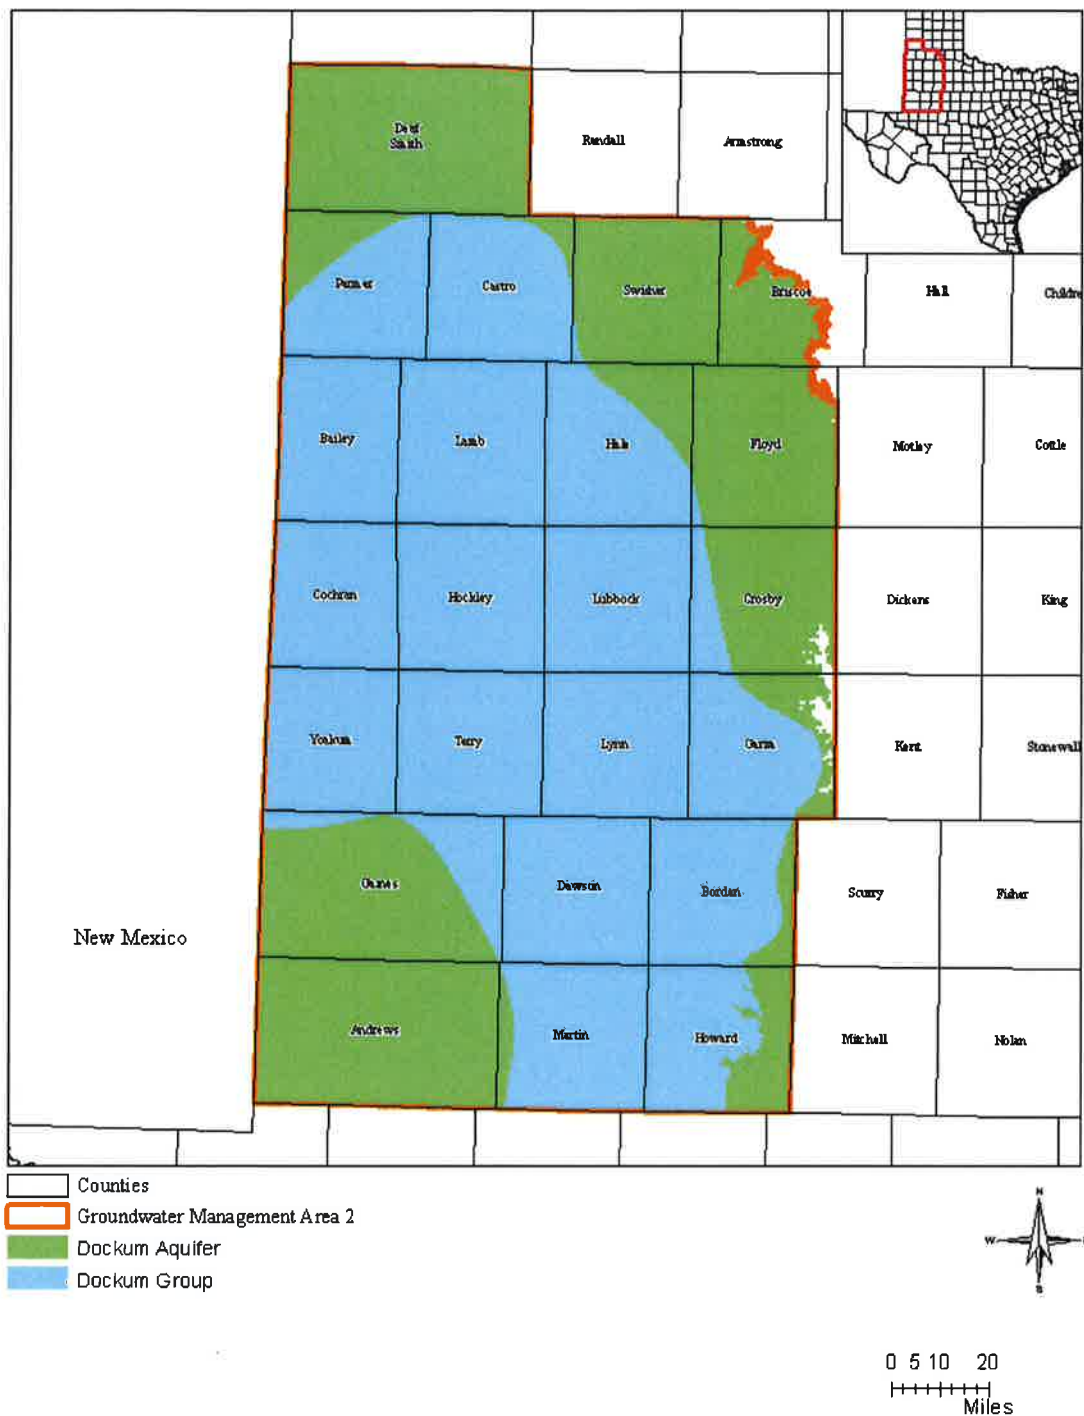 Deaf
Smith
Randall
Armstrong
Parmer
Castro
Swisher
Briscoe
Hall
Childre
Bailey
Lamb
Hale
Floyd
Motley
Cottle
Cochran
Hockley
Lubbock
Crosby
Dickens
King
Yoakum
Terry
Lynn
Garza
Kent
Stonewall
Gaines
Dawson
Borden
Scurry
Fisher
New Mexico
Andrews
Martin
Howard
Mitchell
Nolan
Counties
Groundwater Management Area 2
Dockum Aquifer
Dockum Group
N
W
S
0 5 10 20
Miles